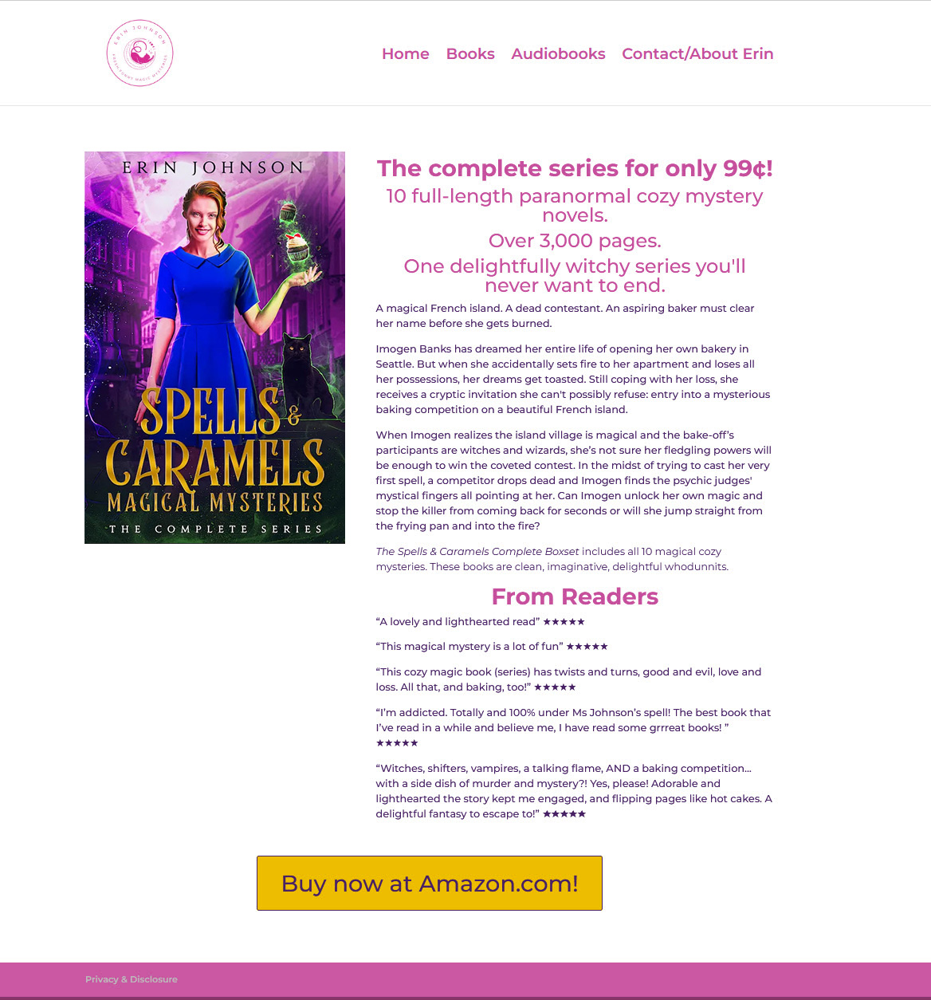 ERIN JOHNSON
FRESH, FUNNY MAGIC MYSTERIES
Home Books Audiobooks Contact/About Erin
ERIN JOHNSON
SPELLS &
CARAMELS
MAGICAL MYSTERIES
THE COMPLETE SERIES
The complete series for only 99¢!
10 full-length paranormal cozy mystery
novels.
Over 3,000 pages.
One delightfully witchy series you'll
never want to end.
A magical French island. A dead contestant. An aspiring baker must clear
her name before she gets burned.
Imogen Banks has dreamed her entire life of opening her own bakery in
Seattle. But when she accidentally sets fire to her apartment and loses all
her possessions, her dreams get toasted. Still coping with her loss, she
receives a cryptic invitation she can't possibly refuse: entry into a mysterious
baking competition on a beautiful French island.
When Imogen realizes the island village is magical and the bake-off’s
participants are witches and wizards, she’s not sure her fledgling powers will
be enough to win the coveted contest. In the midst of trying to cast her very
first spell, a competitor drops dead and Imogen finds the psychic judges'
mystical fingers all pointing at her. Can Imogen unlock her own magic and
stop the killer from coming back for seconds or will she jump straight from
the frying pan and into the fire?
The Spells & Caramels Complete Boxset includes all 10 magical cozy
mysteries. These books are clean, imaginative, delightful whodunnits.
From Readers
“A lovely and lighthearted read” ★★★★★
“This magical mystery is a lot of fun” ★★★★★
“This cozy magic book (series) has twists and turns, good and evil, love and
loss. All that, and baking, too!” ★★★★★
“I’m addicted. Totally and 100% under Ms Johnson’s spell! The best book that
I’ve read in a while and believe me, I have read some grrreat books! ”
★★★★★
“Witches, shifters, vampires, a talking flame, AND a baking competition…
with a side dish of murder and mystery?! Yes, please! Adorable and
lighthearted the story kept me engaged, and flipping pages like hot cakes. A
delightful fantasy to escape to!” ★★★★★
Buy now at Amazon.com!
Privacy & Disclosure